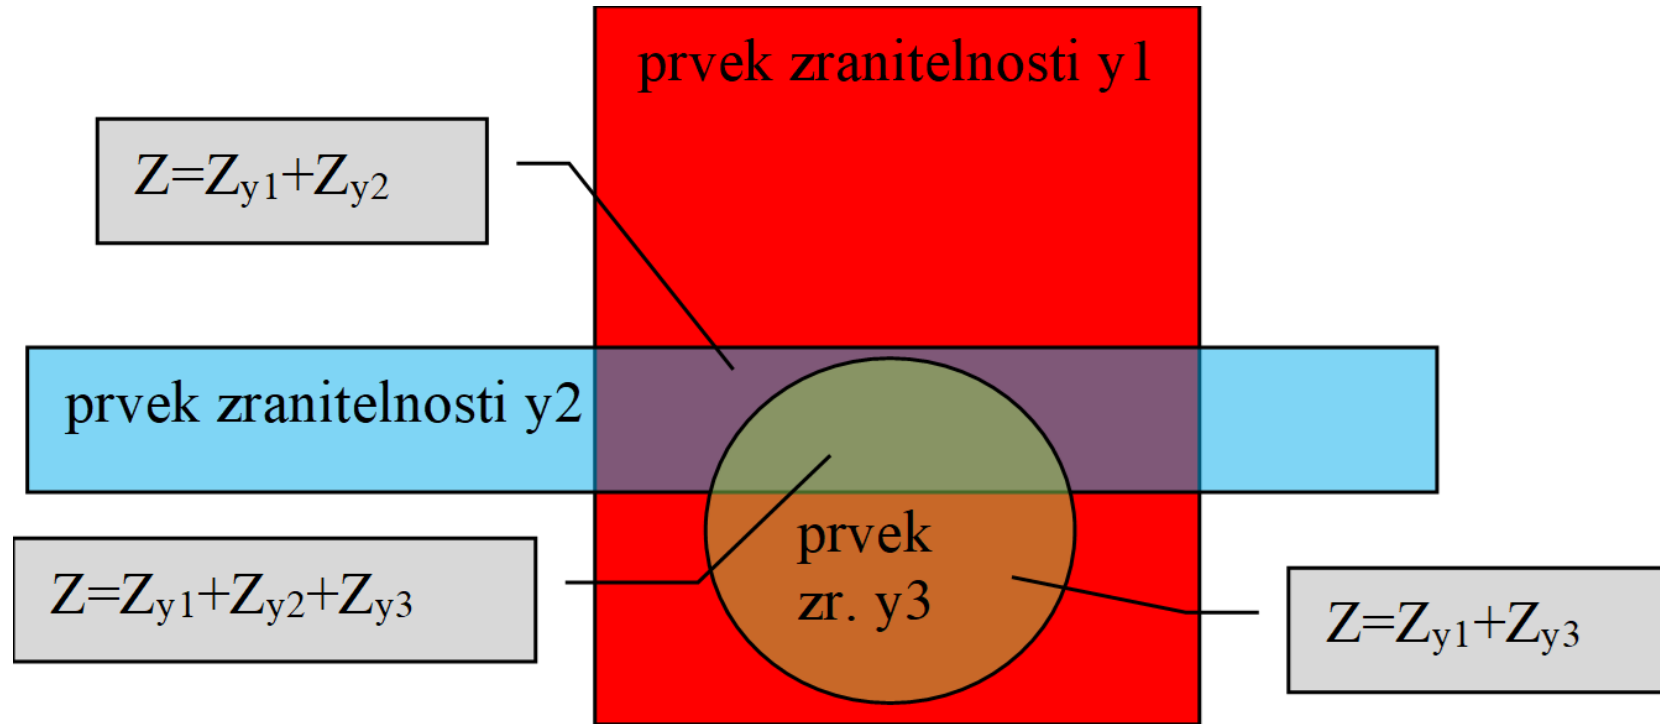 prvek zranitelnosti y1
Z=Zy1+Zy2
prvek zranitelnosti y2
prvek
zr. y3
Z=Zy1+Zy2+Zy3
Z=Zy1+Zy3